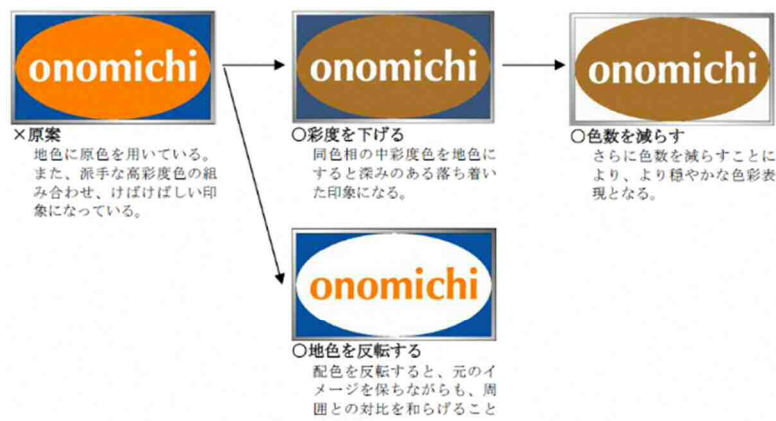 onomichi
×原案
地色に原色を用いている。
また、派手な高彩度色の組
み合わせ、けばけばしい印
象になっている。
onomichi
○彩度を下げる
同色相の中彩度色を地色に
すると深みのある落ち着い
た印象になる。
onomichi
○色数を減らす
さらに色数を減らすことに
より、より穏やかな色彩表
現となる。
onomichi
○地色を反転する
配色を反転すると、元のイ
メージを保ちながらも、周
囲との対比を和らげること